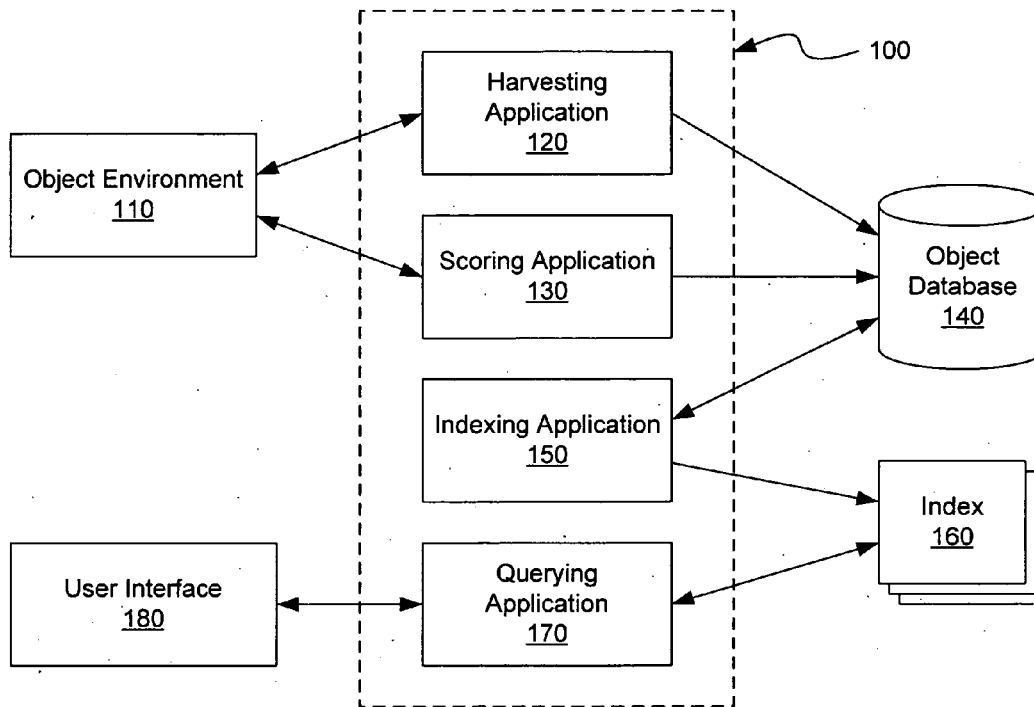 100
Harvesting
Application
120
Object Environment
110
Scoring Application
130
Object
Database
140
Indexing Application
150
Index
160
User Interface
180
Querying
Application
170